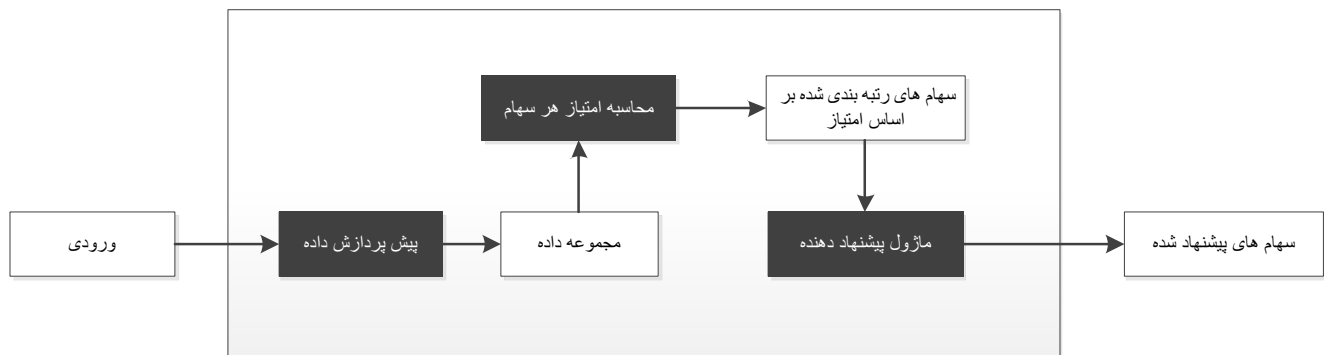 ورودی
پیش پردازش داده
مجموعه داده
محاسبه امتیاز هر سهام
سهام های رتبه بندی شده بر
اساس امتیاز
ماژول پیشنهاد دهنده
سهام های پیشنهاد شده